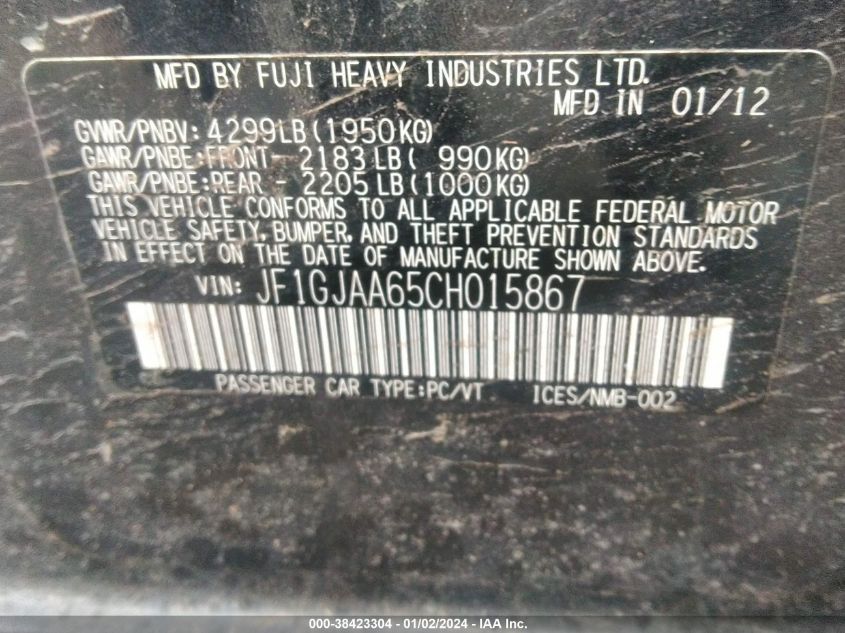 MFD BY FUJI HEAVY INDUSTRIES LTD.
MFD IN 01/12
GVWR/PNBV: 4299LB (1950KG)
GAWR/PNBE:FRONT- 2183LB ( 990KG)
GAWR/PNBE:REAR - 2205LB (1000KG)
THIS VEHICLE CONFORMS TO ALL APPLICABLE FEDERAL MOTOR
VEHICLE SAFETY, BUMPER, AND THEFT PREVENTION STANDARDS
IN EFFECT ON THE DATE OF MANUFACTURE SHOWN ABOVE.
VIN: JF1GJAA65CH015867
PASSENGER CAR TYPE:PC/VT ICES/NMB-002
000-38423304 - 01/02/2024 - IAA Inc.